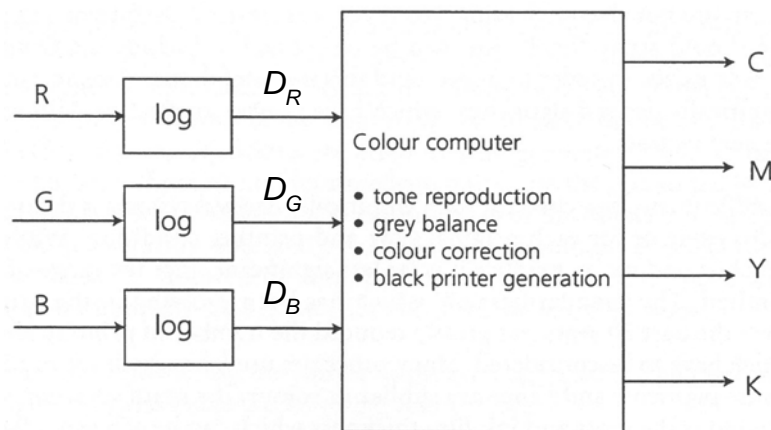 R
log
D_R
G
log
D_G
B
log
D_B
Colour computer
• tone reproduction
• grey balance
• colour correction
• black printer generation
C
M
Y
K